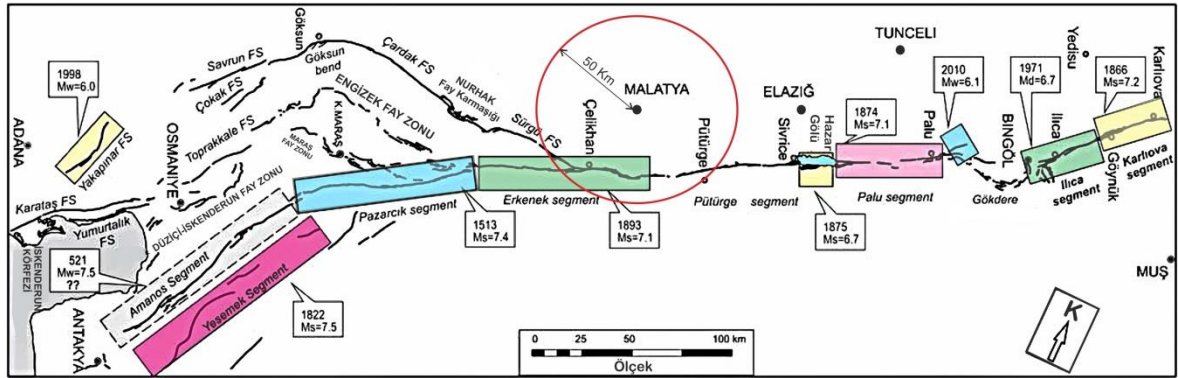 1998
Mw=6.0
ADANA
Yakapınar FS
Karataş FS
Yumurtalık
FS
İSKENDERUN
KÖRFEZİ
521
Mw=7.5
??
ANTAKYA
Savrun FS
Çokak FS
Toprakkale FS
OSMANİYE
DÜZİÇİ-İSKENDERUN FAY ZONU
Amanos Segment
Yesemek Segment
1822
Ms=7.5
Göksun
Göksun
bend
Çardak FS
ENGİZEK FAY ZONU
K.MARAŞ
MARAŞ
FAY ZONU
NURHAK
Fay Karmaşığı
Sürgü FS
Pazarcık segment
1513
Ms=7.4
50 Km
MALATYA
Çelikhan
Erkenek segment
1893
Ms=7.1
Pütürge
Pütürge segment
ELAZIĞ
Sivrice
Hazar
Gölü
1875
Ms=6.7
1874
Ms=7.1
TUNCELİ
Palu
Palu segment
2010
Mw=6.1
Gökdere
BINGÖL
1971
Md=6.7
Ilıca
Ilıca
segment
Yedisu
1866
Ms=7.2
Karlıova
Göynük
Karlıova
segment
MUŞ
K
0 25 50 100 km
Ölçek